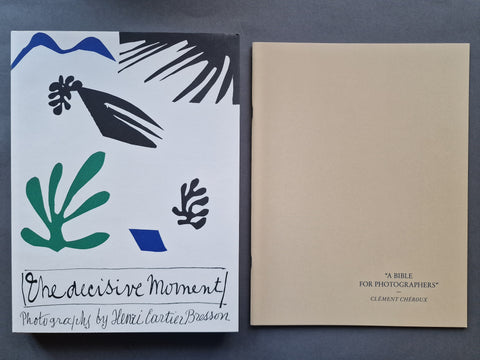 The decisive Moment
Photographs by Henri Cartier-Bresson
"A BIBLE
FOR PHOTOGRAPHERS"
—
CLÉMENT CHÉROUX